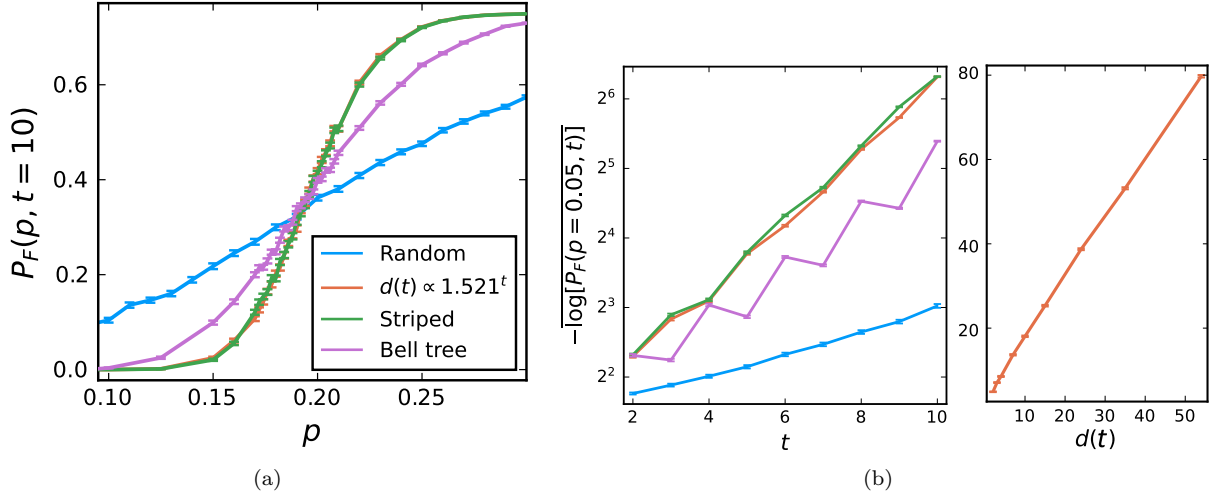 P_F(p, t = 10)
0.6
0.4
0.2
0.0
0.10
0.15
0.20
0.25
p
Random
d(t) ∝ 1.521^t
Striped
Bell tree
(a)
-log[P_F(p = 0.05, t)]
2^6
2^5
2^4
2^3
2^2
2
4
6
8
10
t
80
60
40
20
0
10
20
30
40
50
d(t)
(b)